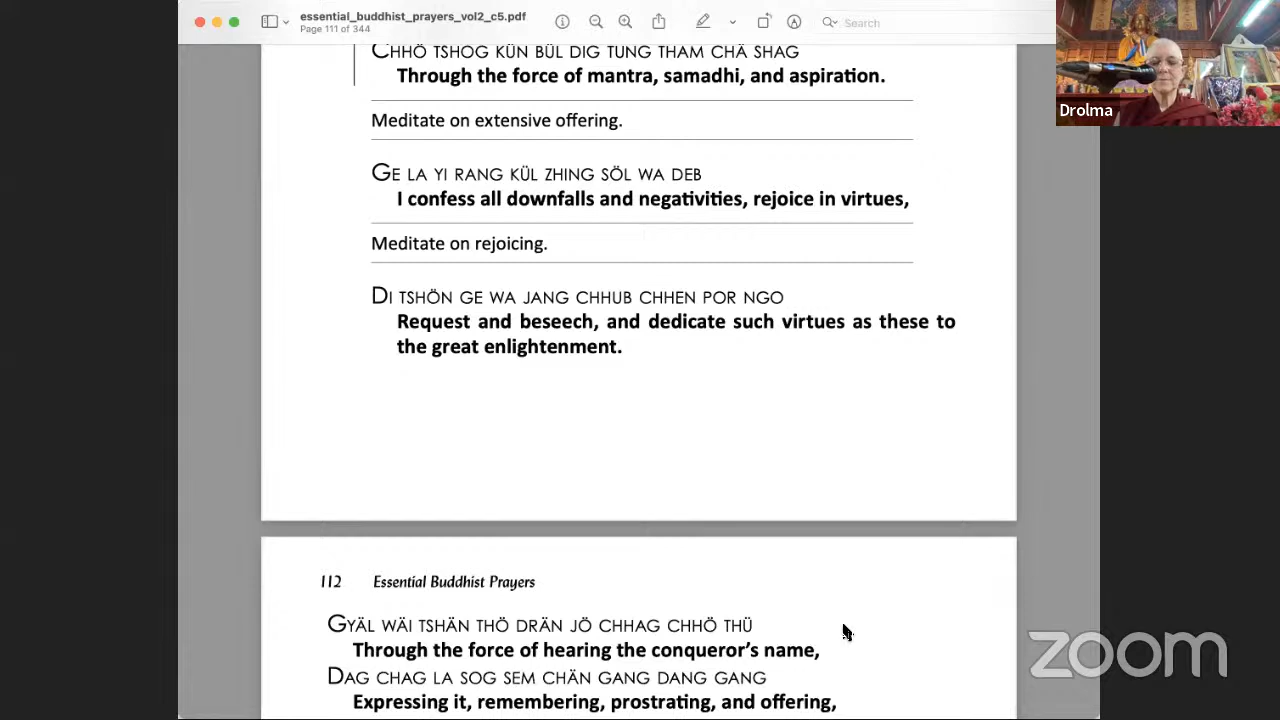 essential_buddhist_prayers_vol2_c5.pdf
Page 111 of 344
Search
CHHÖ TSHOG KÜN BÜL DIG TUNG THAM CHÄ SHAG
Through the force of mantra, samadhi, and aspiration.
Meditate on extensive offering.
GE LA YI RANG KÜL ZHING SÖL WA DEB
I confess all downfalls and negativities, rejoice in virtues,
Meditate on rejoicing.
DI TSHÖN GE WA JANG CHHUB CHHEN POR NGO
Request and beseech, and dedicate such virtues as these to
the great enlightenment.
112 Essential Buddhist Prayers
GYÄL WÄI TSHÄN THÖ DRÄN JÖ CHHAG CHHÖ THÜ
Through the force of hearing the conqueror's name,
DAG CHAG LA SOG SEM CHÄN GANG DANG GANG
Expressing it, remembering, prostrating, and offering,
Drolma
zoom